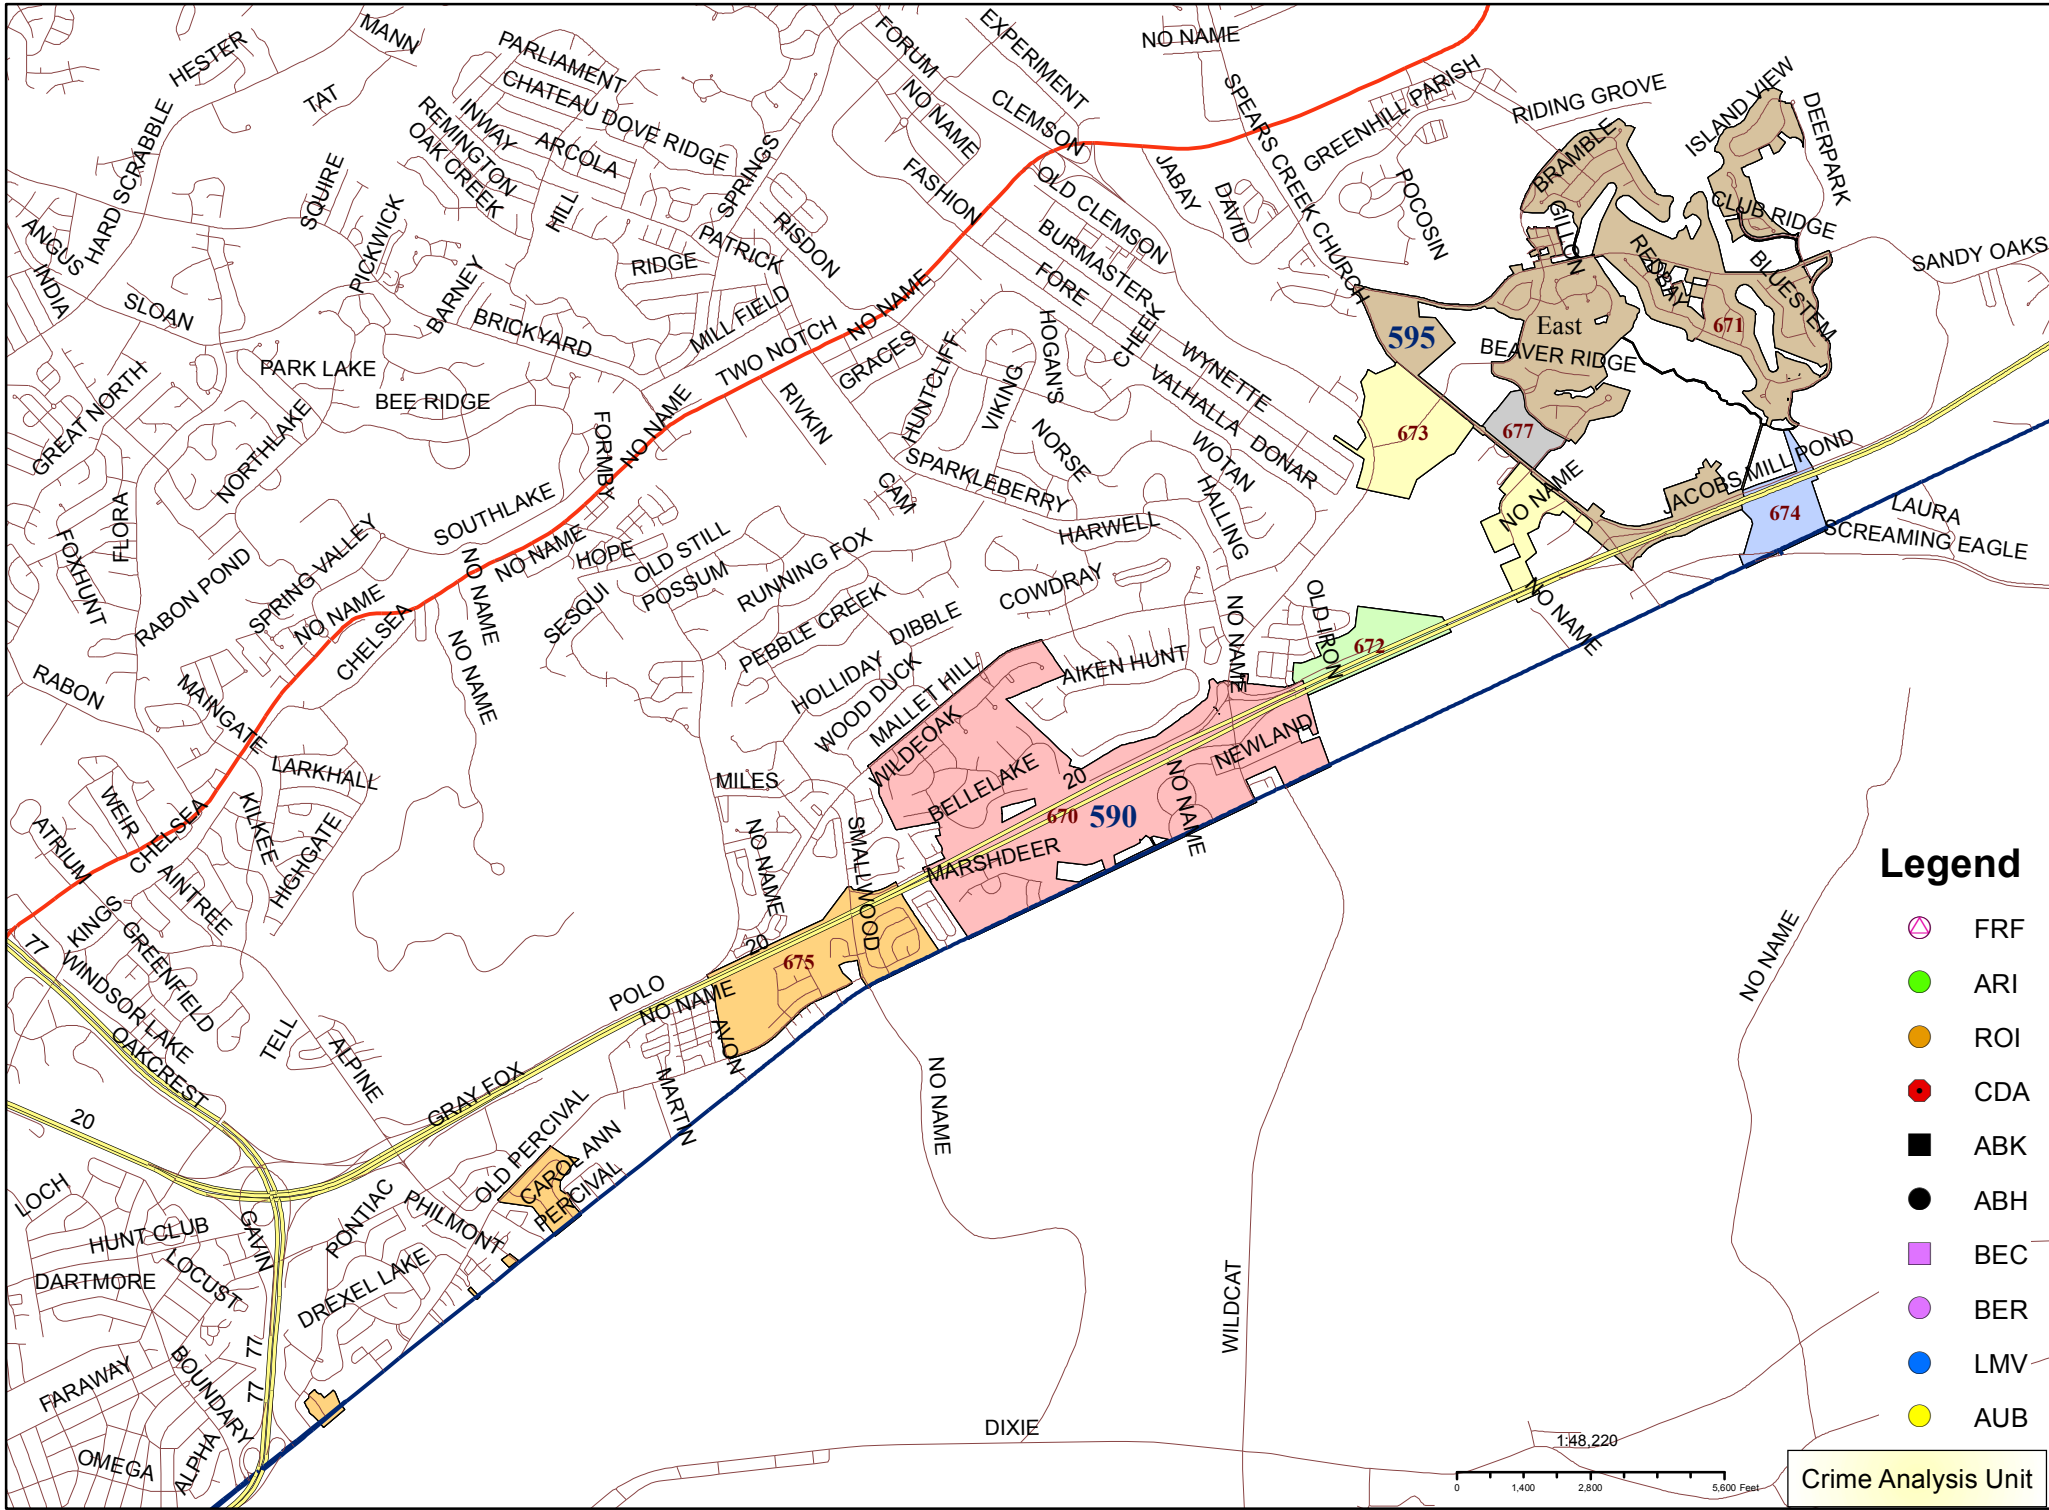 MANN
HESTER
TAT
PARLIAMENT
CHATEAU DOVE RIDGE
REMINGTON
INWAY
OAK CREEK
ARCOLA
FORUM
EXPERIMENT
NO NAME
NO NAME
CLEMSON
SPEARS CREEK CHURCH
GREENHILL PARISH
RIDING GROVE
ISLAND VIEW
DEERPARK
HARD SCRABBLE
SQUIRE
PICKWICK
HILL
SPRINGS
RISDON
PATRICK
RIDGE
FASHION
OLD CLEMSON
BURMASTER
FORE
JABAY
DAVID
POCOSIN
BRAMBLE
GILLON
CLUB RIDGE
REDBAY
BLUESTEM
SANDY OAKS
ANGUS
INDIA
SLOAN
BARNEY
BRICKYARD
MILL FIELD
TWO NOTCH
NO NAME
GRACES
HUNTCLIFF
HOGAN'S
CHEEK
WYNETTE
VALHALLA
DONAR
595
East
671
BEAVER RIDGE
PARK LAKE
BEE RIDGE
GREAT NORTH
NORTHLAKE
FORMBY
NO NAME
RIVKIN
VIKING
NORSE
WOTAN
HALLING
673
677
SPARKLEBERRY
CAM
HARWELL
NO NAME
JACOBS MILL POND
674
LAURA
SCREAMING EAGLE
FLORA
FOXHUNT
RABON POND
SPRING VALLEY
SOUTHLAKE
NO NAME
NO NAME
HOPE
OLD STILL
SESQUI
POSSUM
RUNNING FOX
COWDRAY
NO NAME
CHELSEA
NO NAME
PEBBLE CREEK
DIBBLE
NO NAME
OLD IRON
672
NO NAME
RABON
MAINGATE
HOLLIDAY
WOOD DUCK
MALLET HILL
AIKEN HUNT
WILDEOAK
LARKHALL
MILES
BELLELAKE
20
NEWLAND
NO NAME
670
590
MARSHDEER
WEIR
CHELSEA
KILKEE
HIGHGATE
ATRIUM
AINTREE
NO NAME
SMALLWOOD
KINGS
77
GREENFIELD
WINDSOR LAKE
OAKCREST
20
675
POLO
NO NAME
AVON
TELL
ALPINE
MARTIN
NO NAME
NO NAME
20
GRAY FOX
OLD PERCIVAL
CAROL ANN
PERCIVAL
LOCH
HUNT CLUB
GAVIN
PONTIAC
PHILMONT
LOCUST
DARTMORE
DREXEL LAKE
WILDCAT
77
77
FARAWAY
BOUNDARY
OMEGA
ALPHA
DIXIE
Legend
FRF
ARI
ROI
CDA
ABK
ABH
BEC
BER
LMV
AUB
1:48,220
0 1,400 2,800 5,600 Feet
Crime Analysis Unit